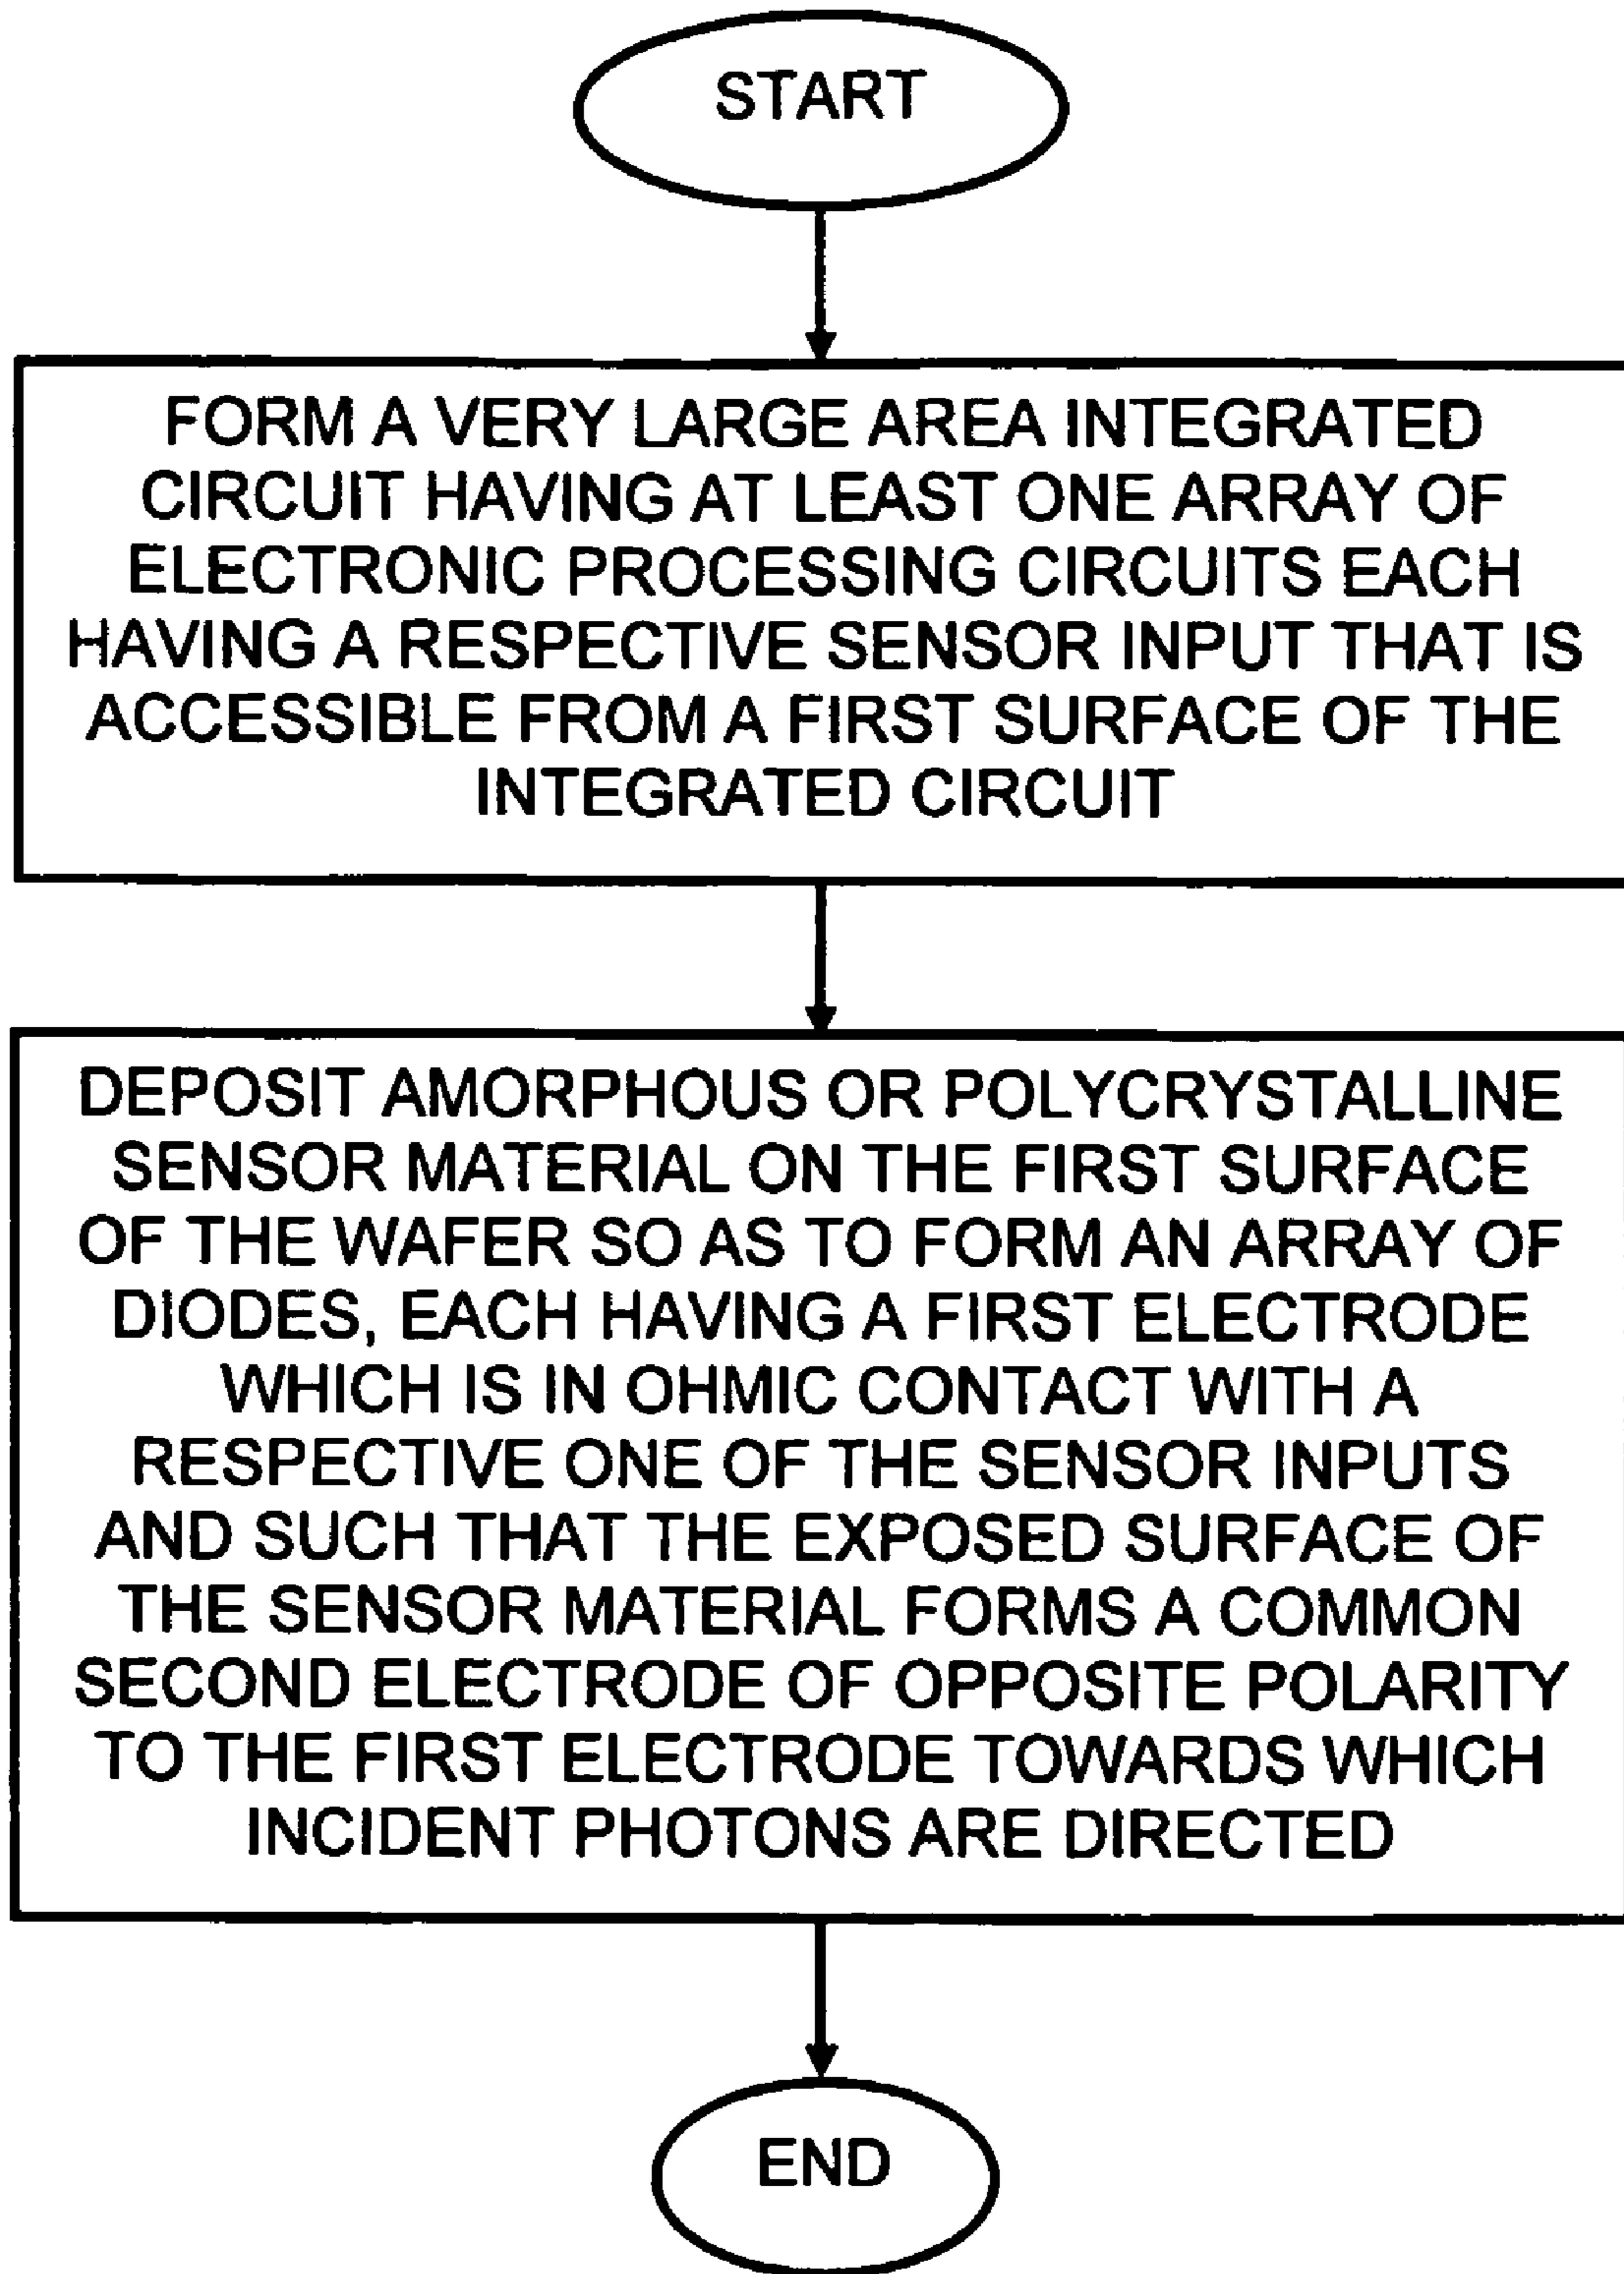 START
FORM A VERY LARGE AREA INTEGRATED
CIRCUIT HAVING AT LEAST ONE ARRAY OF
ELECTRONIC PROCESSING CIRCUITS EACH
HAVING A RESPECTIVE SENSOR INPUT THAT IS
ACCESSIBLE FROM A FIRST SURFACE OF THE
INTEGRATED CIRCUIT
DEPOSIT AMORPHOUS OR POLYCRYSTALLINE
SENSOR MATERIAL ON THE FIRST SURFACE
OF THE WAFER SO AS TO FORM AN ARRAY OF
DIODES, EACH HAVING A FIRST ELECTRODE
WHICH IS IN OHMIC CONTACT WITH A
RESPECTIVE ONE OF THE SENSOR INPUTS
AND SUCH THAT THE EXPOSED SURFACE OF
THE SENSOR MATERIAL FORMS A COMMON
SECOND ELECTRODE OF OPPOSITE POLARITY
TO THE FIRST ELECTRODE TOWARDS WHICH
INCIDENT PHOTONS ARE DIRECTED
END